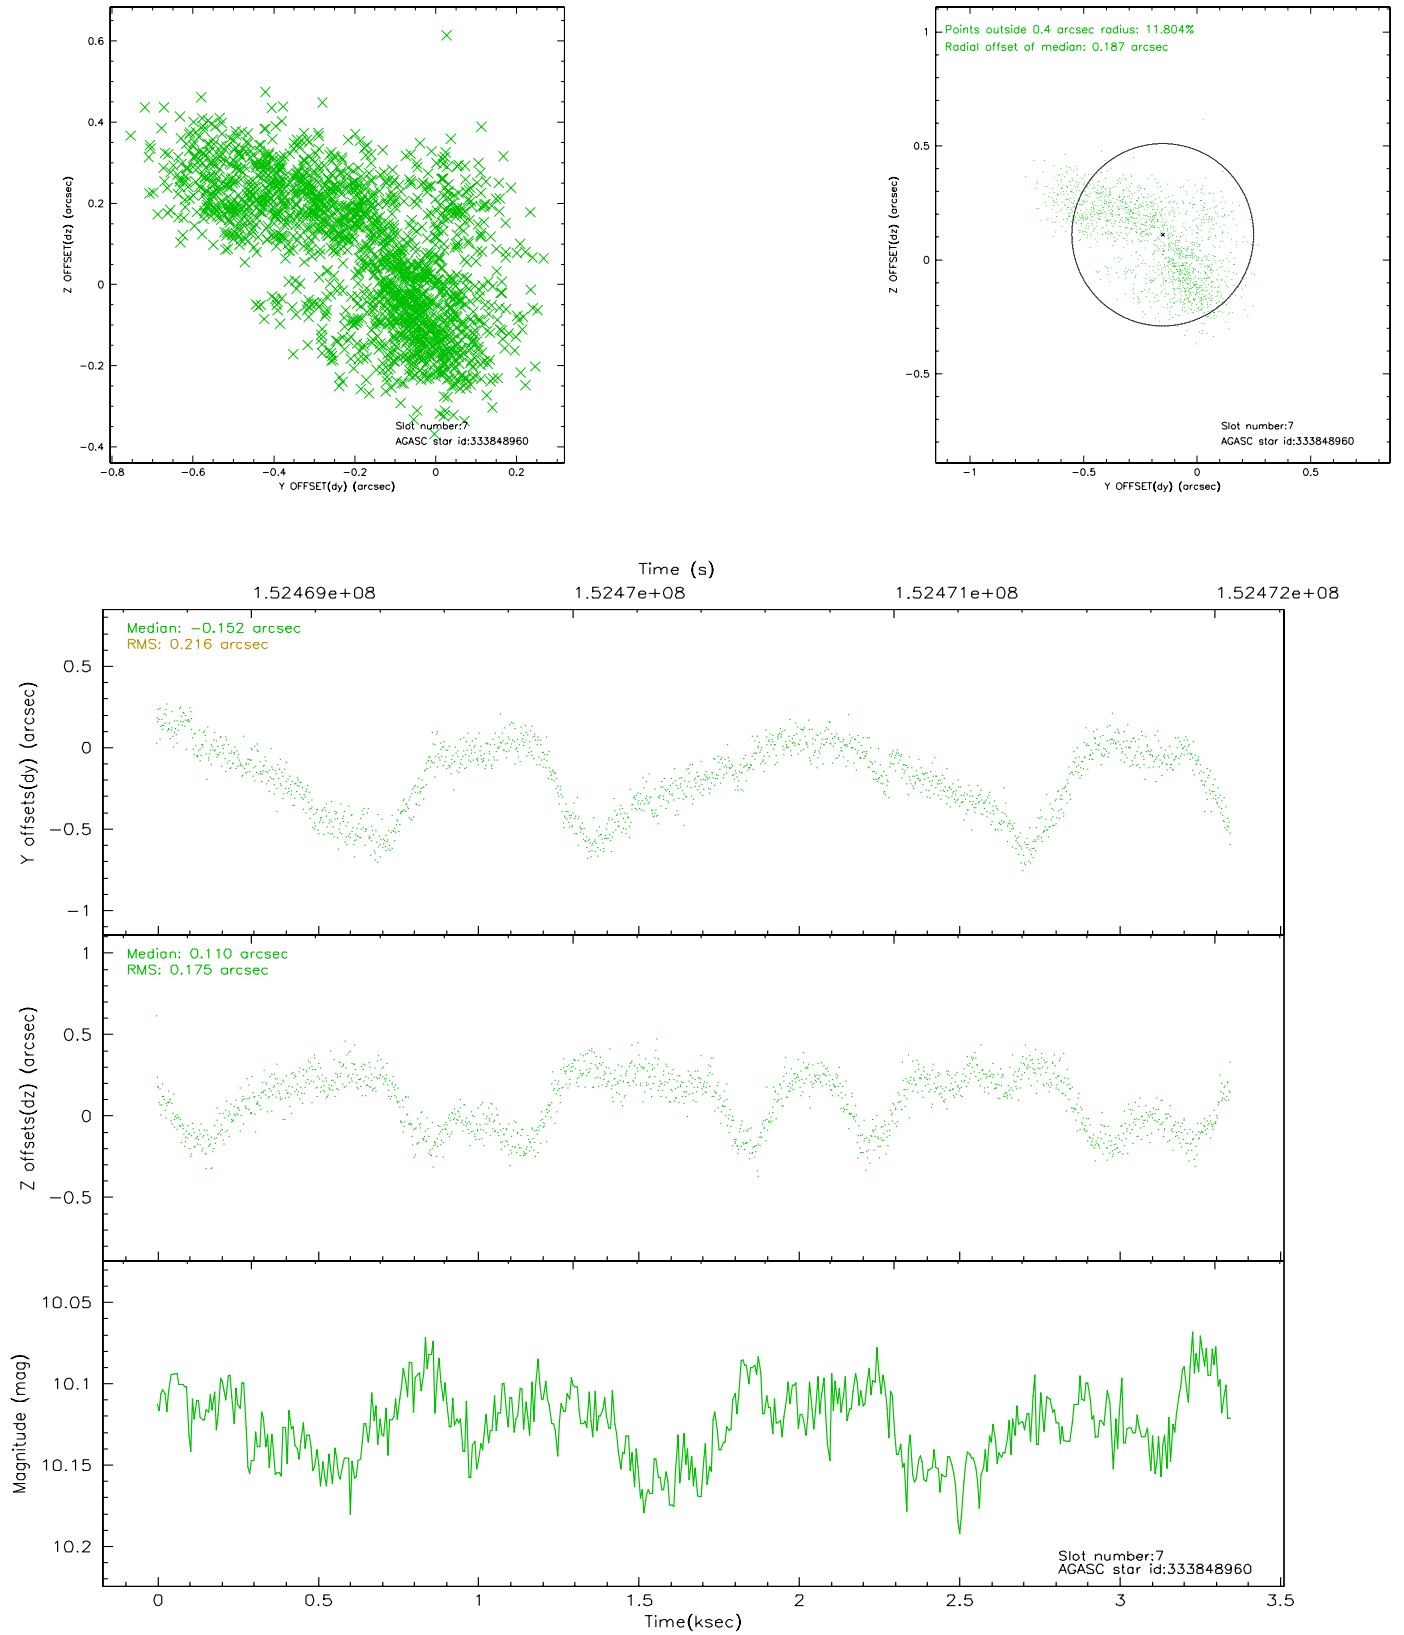 0.6
0.4
0.2
0
−0.2
−0.4
−0.8 −0.6 −0.4 −0.2 0 0.2
Z OFFSET(dz) (arcsec)
Y OFFSET(dy) (arcsec)
Slot number:7
AGASC star id:333848960
Points outside 0.4 arcsec radius: 11.804%
Radial offset of median: 0.187 arcsec
1
0.5
0
−0.5
−1 −0.5 0 0.5
Z OFFSET(dz) (arcsec)
Y OFFSET(dy) (arcsec)
Slot number:7
AGASC star id:333848960
Time (s)
1.52469e+08 1.5247e+08 1.52471e+08 1.52472e+08
Median: −0.152 arcsec
RMS: 0.216 arcsec
0.5
0
−0.5
−1
Y offsets(dy) (arcsec)
Median: 0.110 arcsec
RMS: 0.175 arcsec
1
0.5
0
−0.5
Z offsets(dz) (arcsec)
10.05
10.1
10.15
10.2
Magnitude (mag)
Slot number:7
AGASC star id:333848960
0 0.5 1 1.5 2 2.5 3 3.5
Time(ksec)